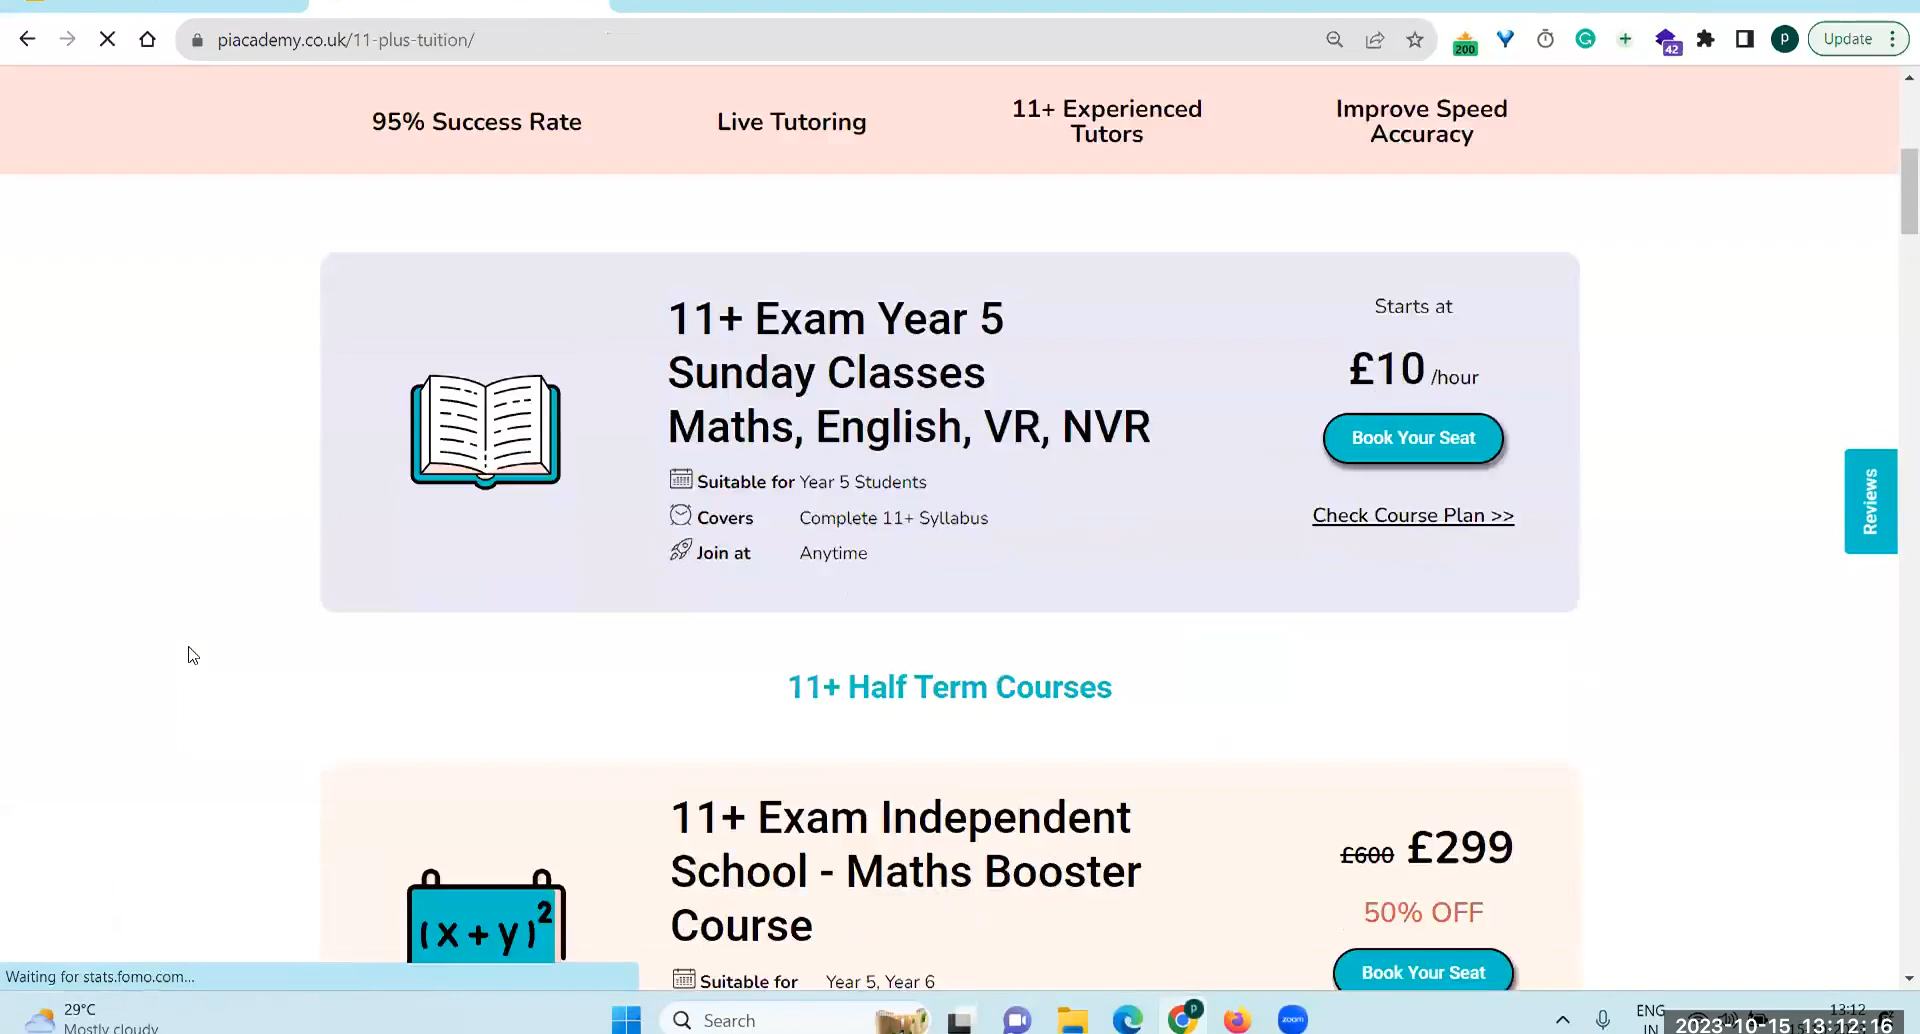 piacademy.co.uk/11-plus-tuition/
200
42
P
Update
95% Success Rate
Live Tutoring
11+ Experienced
Tutors
Improve Speed
Accuracy
11+ Exam Year 5
Sunday Classes
Maths, English, VR, NVR
Suitable for Year 5 Students
Covers Complete 11+ Syllabus
Join at Anytime
Starts at
£10 /hour
Book Your Seat
Check Course Plan >>
Reviews
11+ Half Term Courses
11+ Exam Independent
School - Maths Booster
Course
(x + y)2
Suitable for Year 5, Year 6
£600 £299
50% OFF
Book Your Seat
Waiting for stats.fomo.com...
29°C
Mostly cloudy
Search
P
zoom
ENG
IN
13:12
2023-10-15 13:12:16